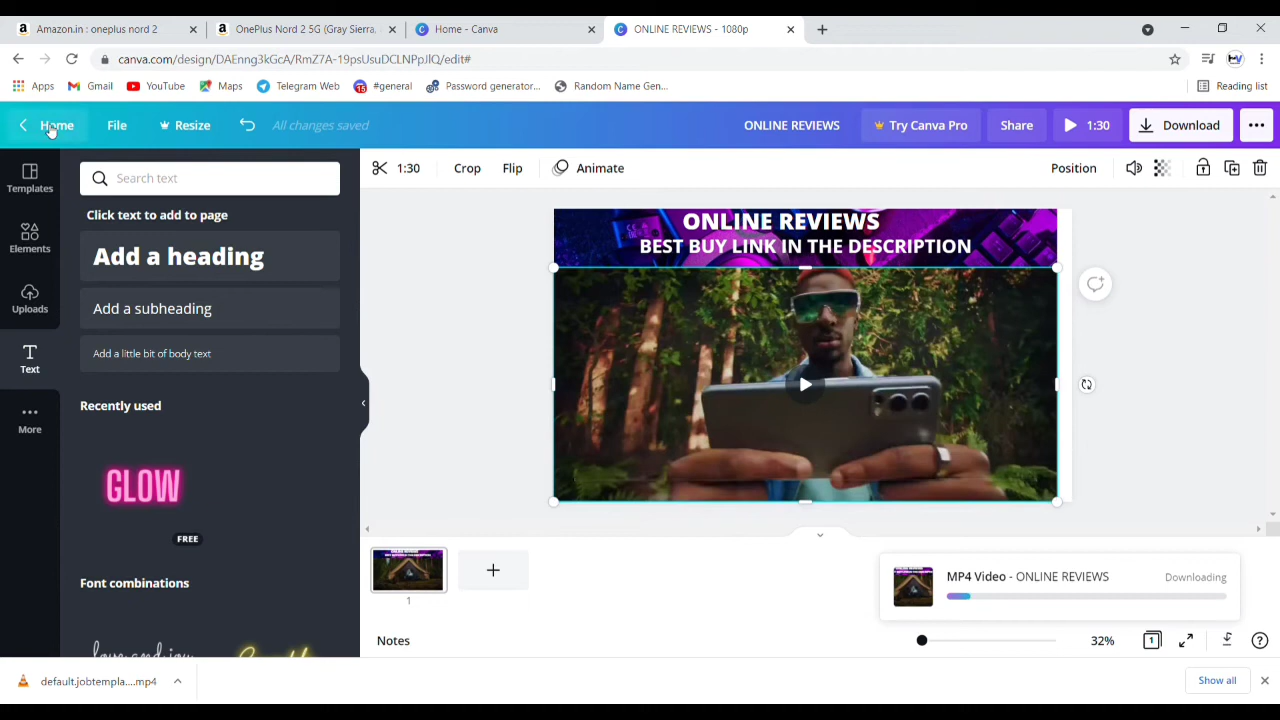 Amazon.in : oneplus nord 2
OnePlus Nord 2 5G (Gray Sierra,
Home - Canva
ONLINE REVIEWS - 1080p
canva.com/design/DAEnng3kGcA/RmZ7A-19psUsuDCLNPpJlQ/edit#
Apps
Gmail
YouTube
Maps
Telegram Web
15
#general
Password generator...
Random Name Gen...
Reading list
Home
File
Resize
All changes saved
ONLINE REVIEWS
Try Canva Pro
Share
1:30
Download
Templates
Elements
Uploads
Text
More
Search text
Click text to add to page
Add a heading
Add a subheading
Add a little bit of body text
Recently used
GLOW
FREE
Font combinations
love and joy
1:30
Crop
Flip
Animate
Position
ONLINE REVIEWS
BEST BUY LINK IN THE DESCRIPTION
1
MP4 Video - ONLINE REVIEWS
Downloading
Notes
32%
1
default.jobtempla....mp4
Show all